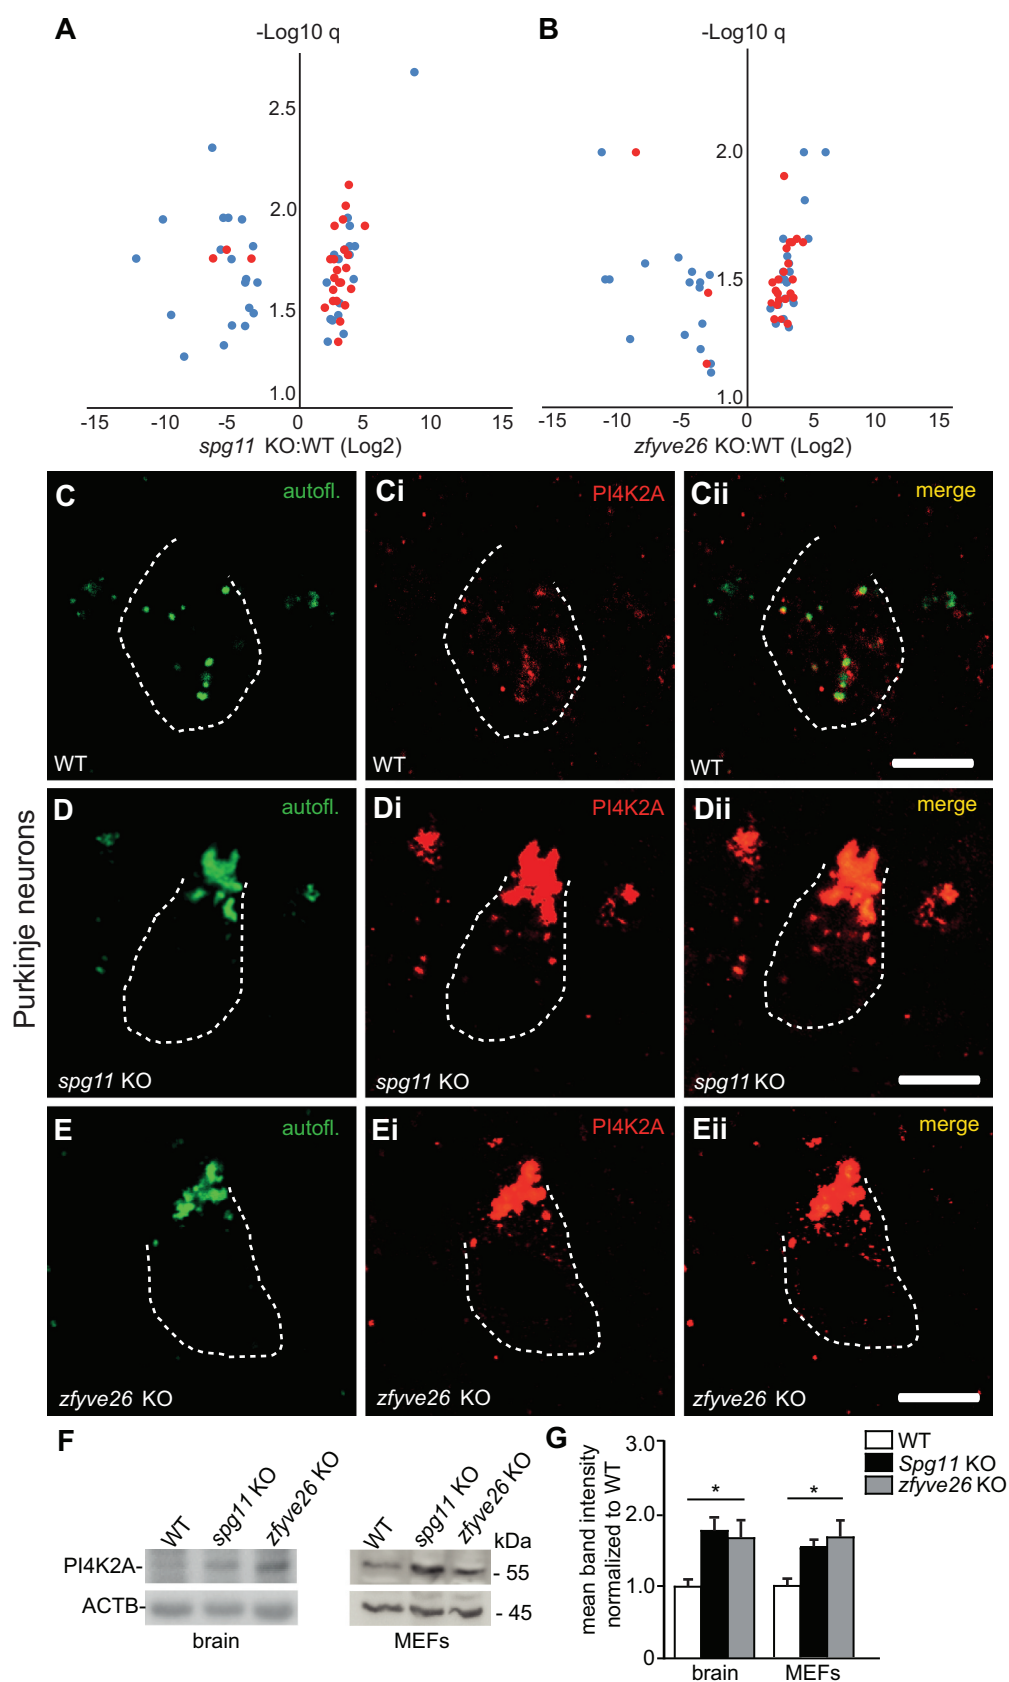 A
-Log10 q
2.5
2.0
1.5
1.0
-15 -10 -5 0 5 10 15
spg11 KO:WT (Log2)
B
-Log10 q
2.0
1.5
1.0
-15 -10 -5 0 5 10 15
zfyve26 KO:WT (Log2)
Purkinje neurons
C autofl.
WT
Ci PI4K2A
WT
Cii merge
WT
D autofl.
spg11 KO
Di PI4K2A
spg11 KO
Dii merge
spg11 KO
E autofl.
zfyve26 KO
Ei PI4K2A
zfyve26 KO
Eii merge
zfyve26 KO
F
WT spg11 KO zfyve26 KO
WT spg11 KO zfyve26 KO
kDa
PI4K2A-
- 55
ACTB-
- 45
brain
MEFs
G
mean band intensity
normalized to WT
3.0
2.0
1.0
0
* *
brain MEFs
WT
Spg11 KO
zfyve26 KO